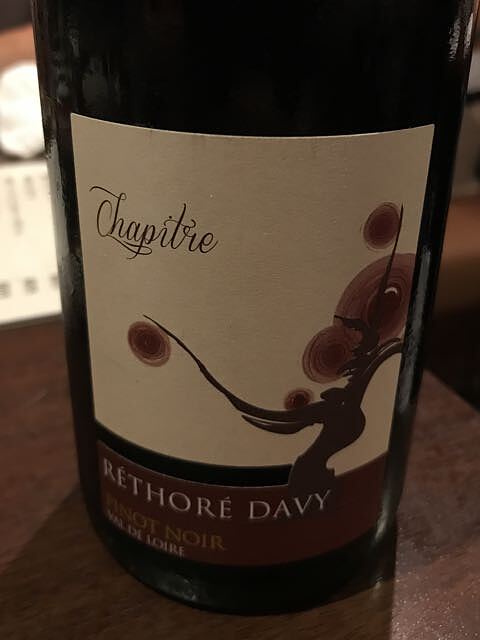 Chapitre
RÉTHORÉ DAVY
PINOT NOIR
VAL DE LOIRE